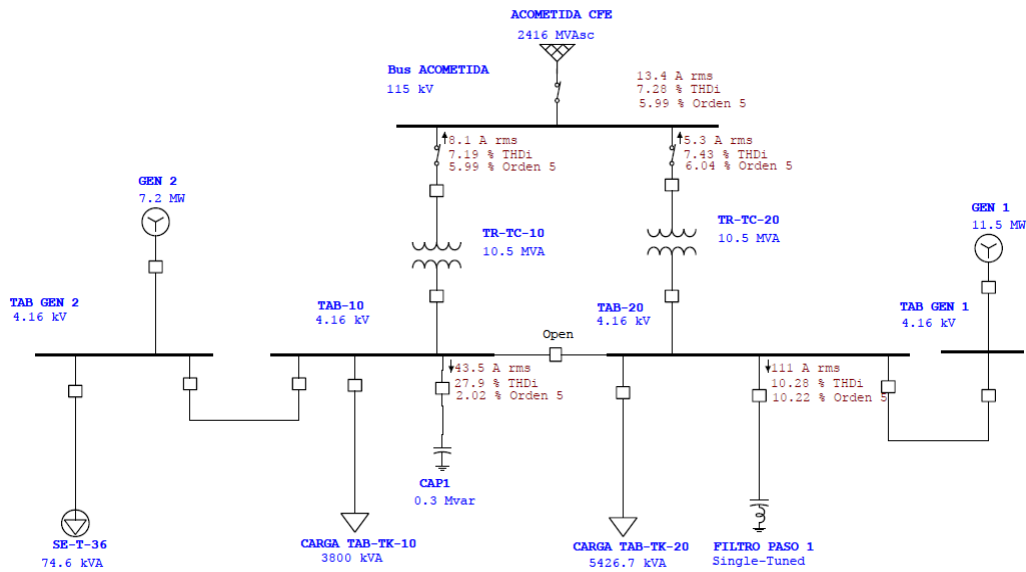 ACOMETIDA CFE
2416 MVAsc
Bus ACOMETIDA
115 kV
13.4 A rms
7.28 % THDi
5.99 % Orden 5
8.1 A rms
7.19 % THDi
5.99 % Orden 5
5.3 A rms
7.43 % THDi
6.04 % Orden 5
GEN 2
7.2 MW
GEN 1
11.5 MW
TR-TC-10
10.5 MVA
TR-TC-20
10.5 MVA
TAB GEN 2
4.16 kV
TAB-10
4.16 kV
Open
TAB-20
4.16 kV
TAB GEN 1
4.16 kV
43.5 A rms
27.9 % THDi
2.02 % Orden 5
111 A rms
10.28 % THDi
10.22 % Orden 5
CAP1
0.3 Mvar
SE-T-36
74.6 kVA
CARGA TAB-TK-10
3800 kVA
CARGA TAB-TK-20
5426.7 kVA
FILTRO PASO 1
Single-Tuned